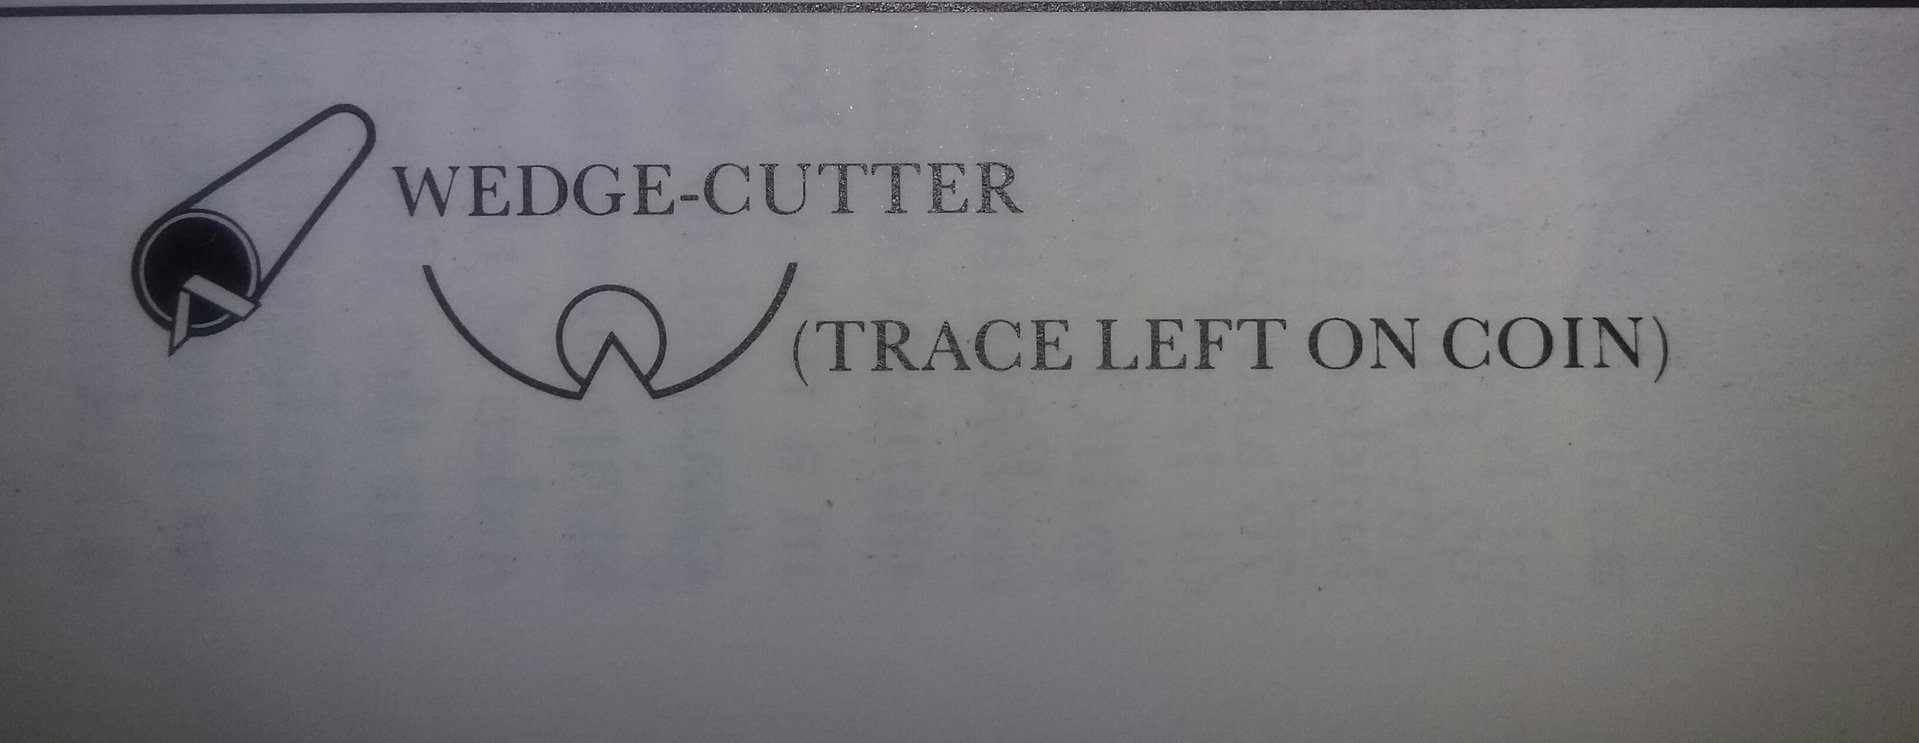 WEDGE-CUTTER
(TRACE LEFT ON COIN)